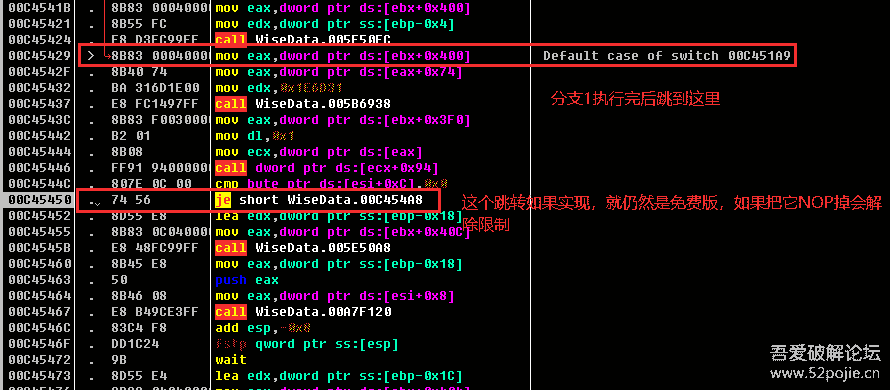 00C4541B . 8B83 00040000 mov eax,dword ptr ds:[ebx+0x400]
00C45421 . 8B55 FC mov edx,dword ptr ss:[ebp-0x4]
00C45424 . E8 D3FC99FF call WiseData.005E50FC
00C45429 > 8B83 00040000 mov eax,dword ptr ds:[ebx+0x400] Default case of switch 00C451A9
00C4542F . 8B40 74 mov eax,dword ptr ds:[eax+0x74]
00C45432 . BA 316D1E00 mov edx,0x1E6D31
00C45437 . E8 FC1497FF call WiseData.005B6938
分支1执行完后跳到这里
00C4543C . 8B83 F0030000 mov eax,dword ptr ds:[ebx+0x3F0]
00C45442 . B2 01 mov dl,0x1
00C45444 . 8B08 mov ecx,dword ptr ds:[eax]
00C45446 . FF91 94000000 call dword ptr ds:[ecx+0x94]
00C4544C . 807E 0C 00 cmp byte ptr ds:[esi+0xC],0x0
00C45450 . 74 56 je short WiseData.00C454A8
这个跳转如果实现，就仍然是免费版，如果把它NOP掉会解
除限制
00C45452 . 8D55 E8 lea edx,dword ptr ss:[ebp-0x18]
00C45455 . 8B83 0C040000 mov eax,dword ptr ds:[ebx+0x40C]
00C4545B . E8 48FC99FF call WiseData.005E50A8
00C45460 . 8B45 E8 mov eax,dword ptr ss:[ebp-0x18]
00C45463 . 50 push eax
00C45464 . 8B46 08 mov eax,dword ptr ds:[esi+0x8]
00C45467 . E8 B49CE3FF call WiseData.00A7F120
00C4546C . 83C4 F8 add esp,-0x8
00C4546F . DD1C24 fstp qword ptr ss:[esp]
00C45472 . 9B wait
00C45473 . 8D55 E4 lea edx,dword ptr ss:[ebp-0x1C]
吾爱破解论坛
www.52pojie.cn